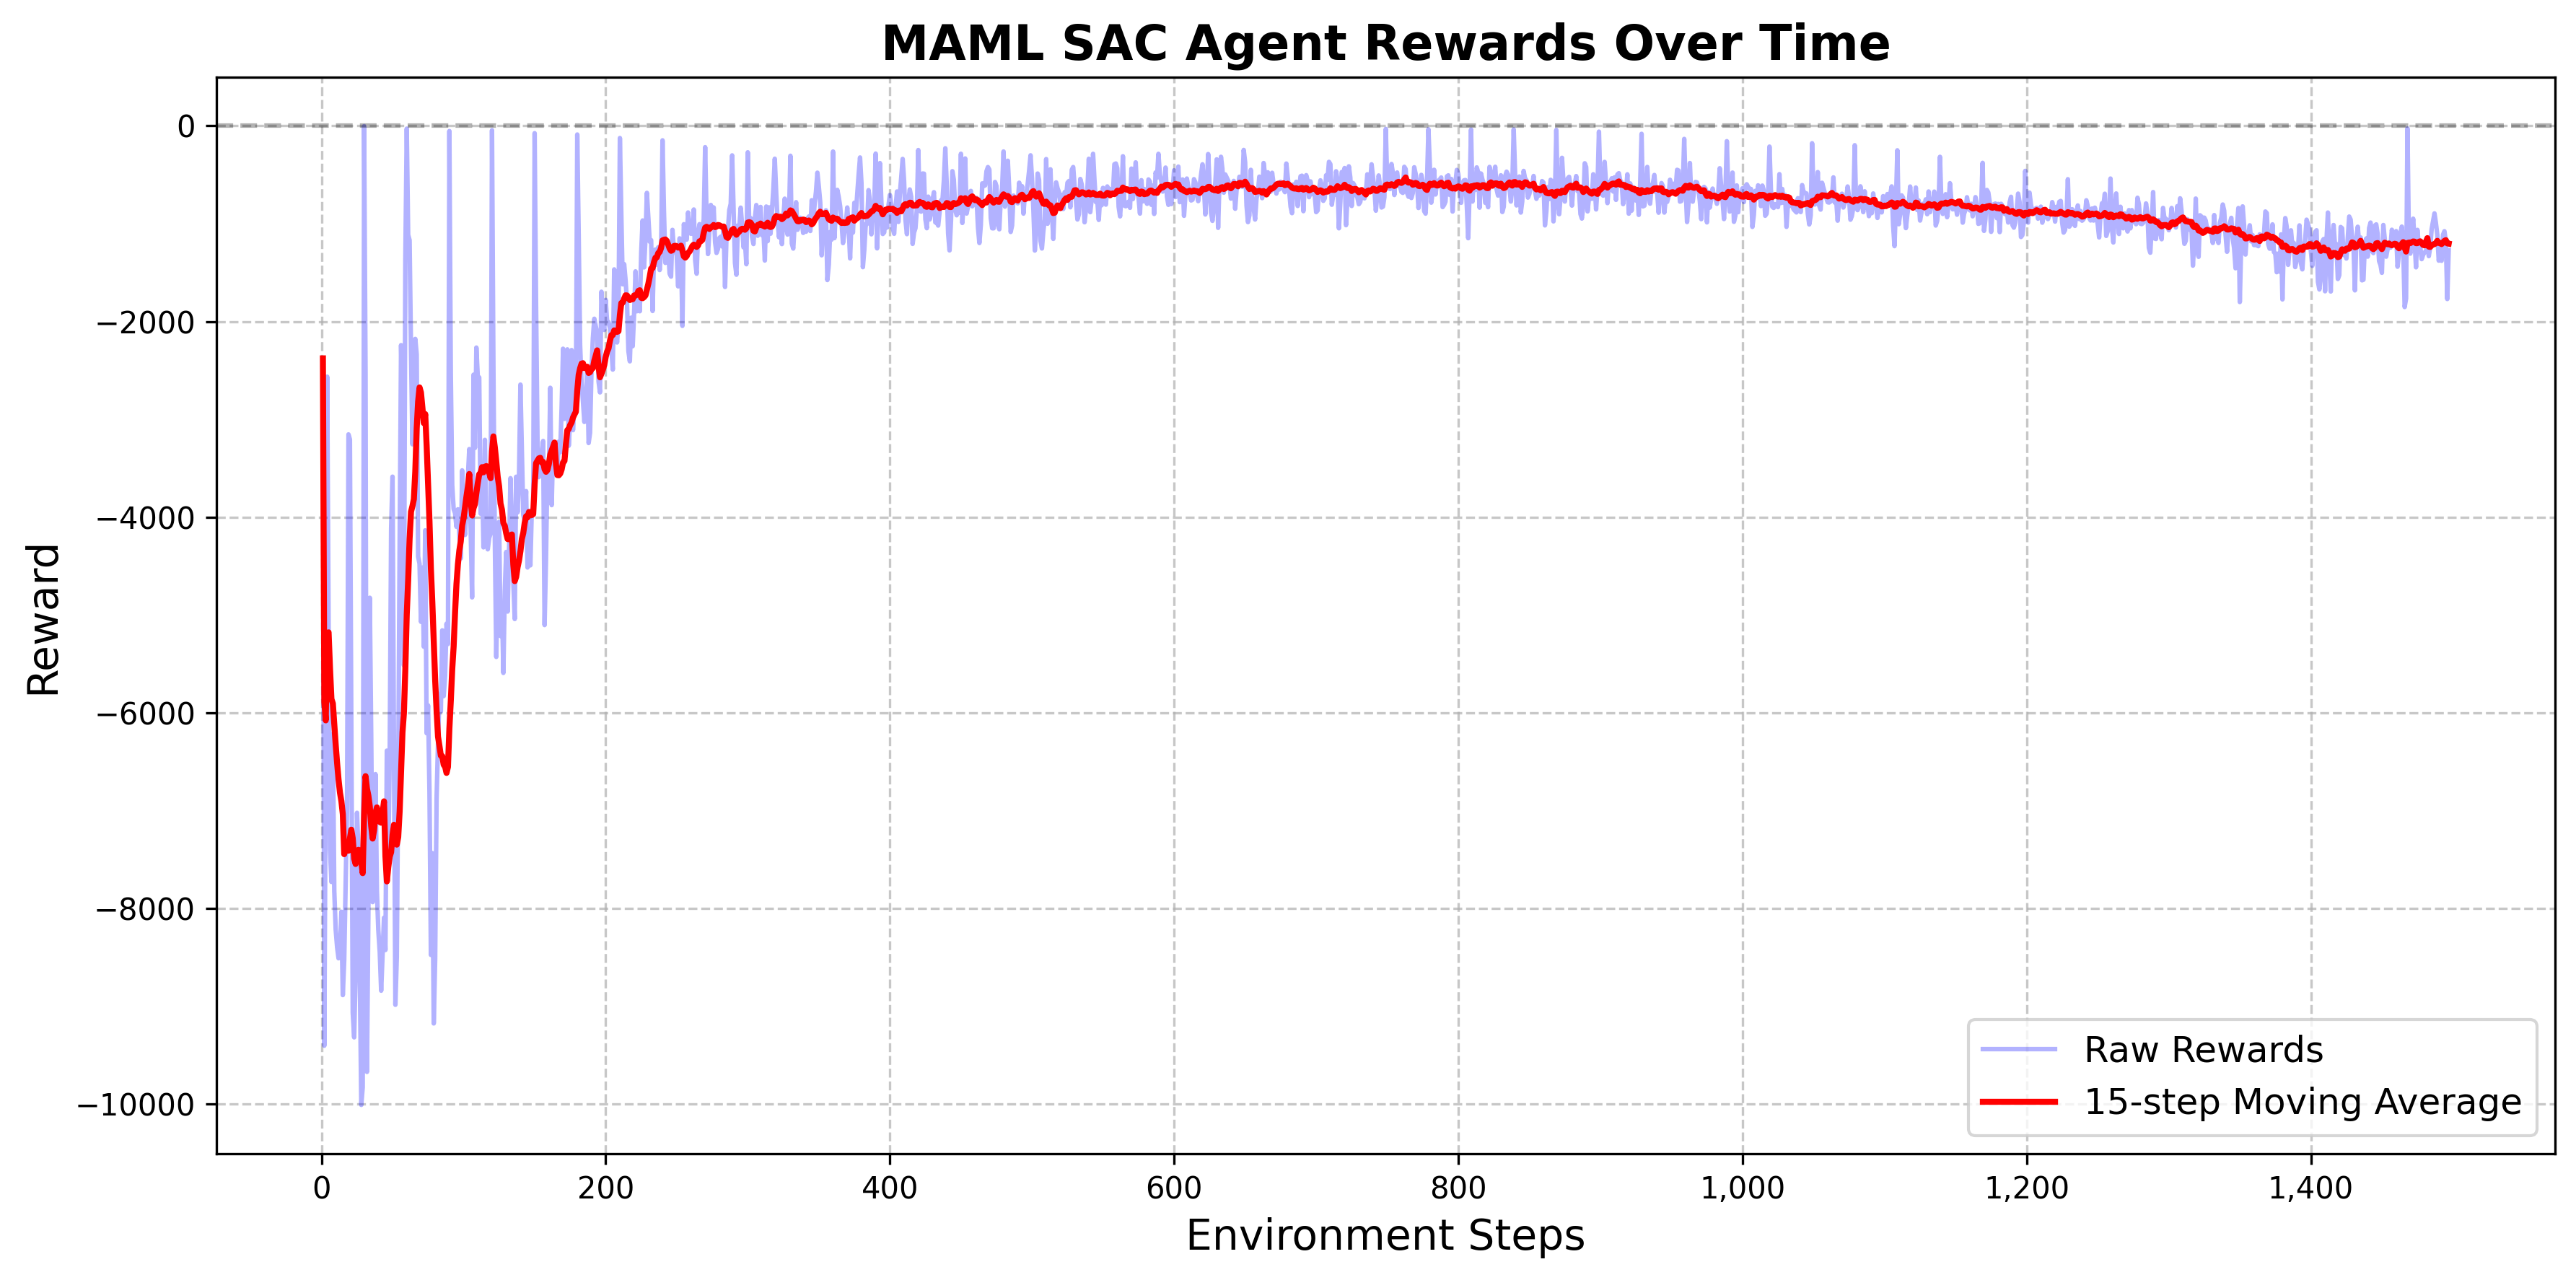 MAML SAC Agent Rewards Over Time
Reward
0
−2000
−4000
−6000
−8000
−10000
0 200 400 600 800 1,000 1,200 1,400
Environment Steps
Raw Rewards
15-step Moving Average